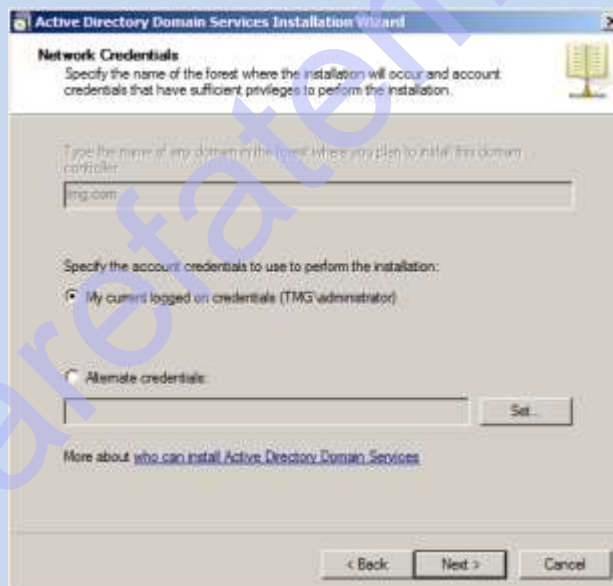 Active Directory Domain Services Installation Wizard
Network Credentials
Specify the name of the forest where the installation will occur and account
credentials that have sufficient privileges to perform the installation.
Type the name of any domain in the forest where you plan to install this domain
controller
tmg.com
Specify the account credentials to use to perform the installation:
My current logged on credentials (TMG\administrator)
Alternate credentials:
Set...
More about who can install Active Directory Domain Services
< Back
Next >
Cancel